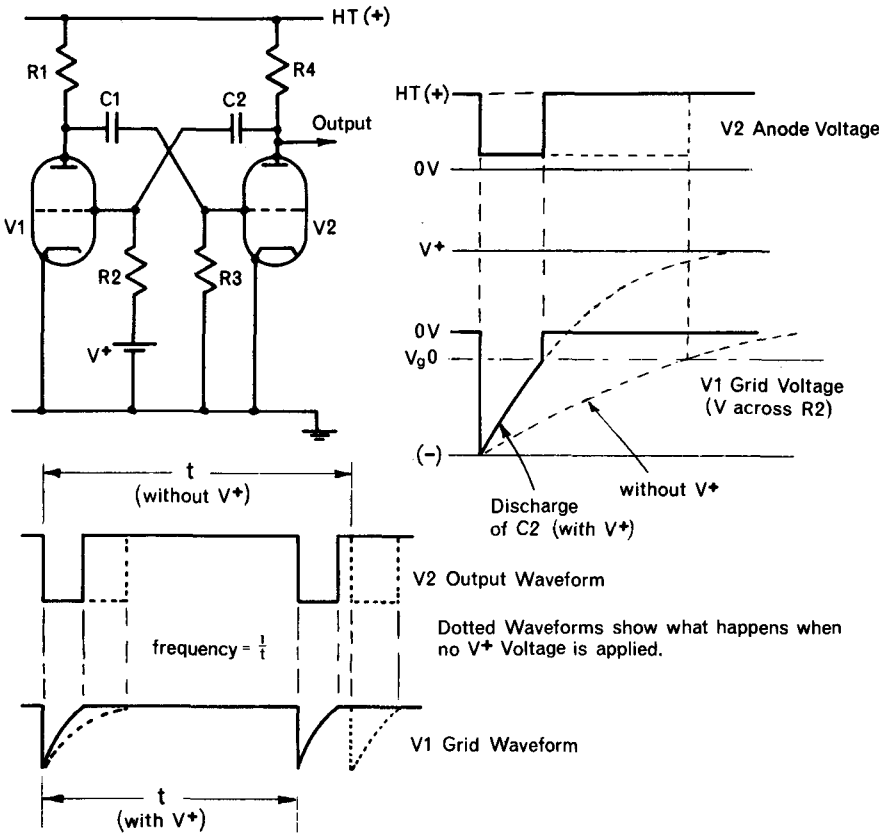 HT(+)
R1
R4
C1
C2
Output
V1
V2
R2
R3
V+
HT(+)
V2 Anode Voltage
0V
V+
0V
Vg0
V1 Grid Voltage
(V across R2)
(-)
without V+
Discharge
of C2 (with V+)
t
(without V+)
V2 Output Waveform
frequency = 1/t
Dotted Waveforms show what happens when
no V+ Voltage is applied.
V1 Grid Waveform
t
(with V+)